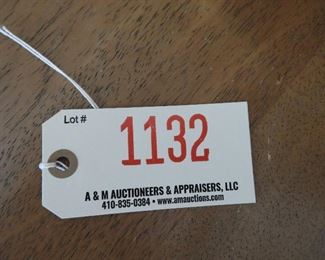 Lot #
1132
A & M AUCTIONEERS & APPRAISERS, LLC
410-835-0384 • www.amauctions.com